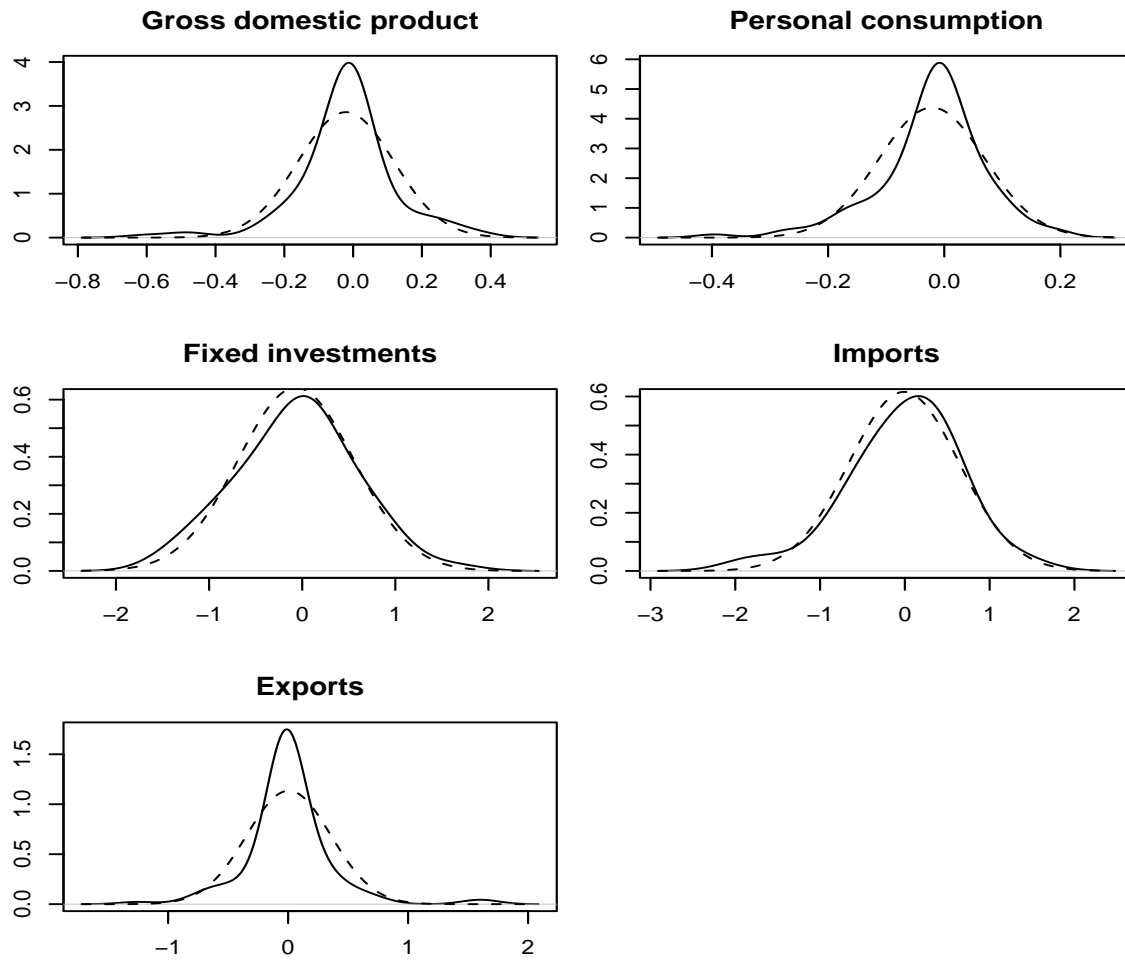 Gross domestic product
4
3
2
1
0
−0.8 −0.6 −0.4 −0.2 0.0 0.2 0.4
Personal consumption
6
5
4
3
2
1
0
−0.4 −0.2 0.0 0.2
Fixed investments
0.6
0.4
0.2
0.0
−2 −1 0 1 2
Imports
0.6
0.4
0.2
0.0
−3 −2 −1 0 1 2
Exports
1.5
1.0
0.5
0.0
−1 0 1 2